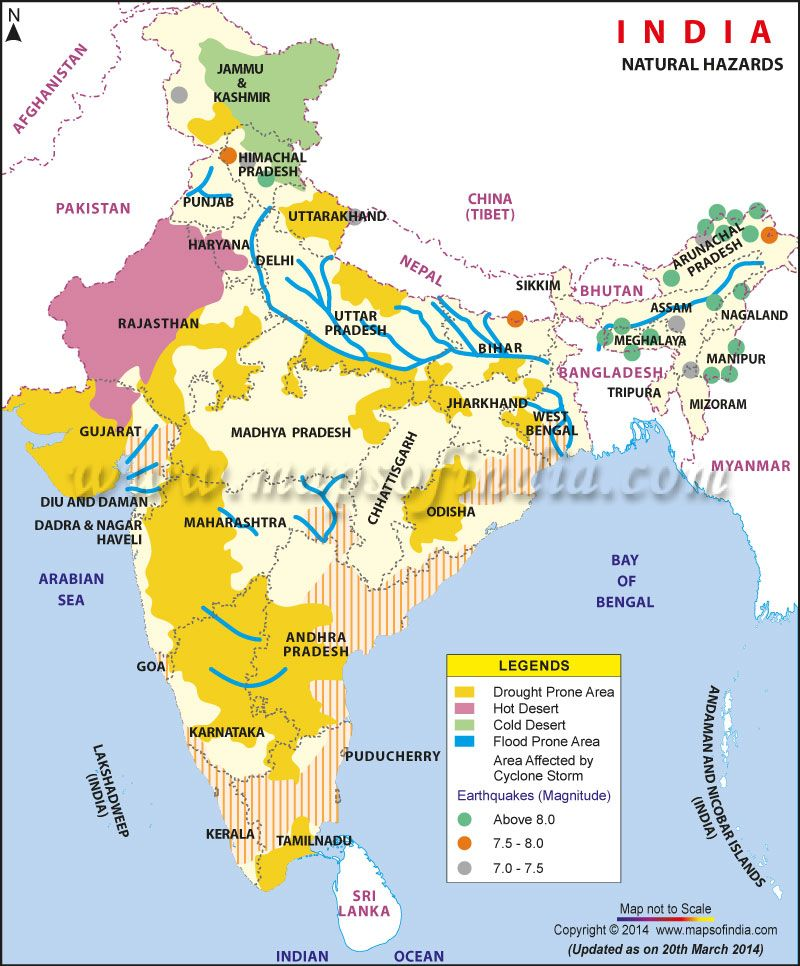 N
INDIA
NATURAL HAZARDS
AFGHANISTAN
JAMMU
&
KASHMIR
HIMACHAL
PRADESH
PUNJAB
PAKISTAN
UTTARAKHAND
CHINA
(TIBET)
HARYANA
DELHI
NEPAL
ARUNACHAL
PRADESH
SIKKIM
BHUTAN
RAJASTHAN
UTTAR
PRADESH
ASSAM
NAGALAND
BIHAR
MEGHALAYA
MANIPUR
BANGLADESH
TRIPURA
MIZORAM
JHARKHAND
WEST
BENGAL
GUJARAT
MADHYA PRADESH
CHHATTISGARH
MYANMAR
www.mapsofindia.com
DIU AND DAMAN
DADRA & NAGAR
HAVELI
MAHARASHTRA
ODISHA
ARABIAN
SEA
BAY
OF
BENGAL
GOA
ANDHRA
PRADESH
KARNATAKA
PUDUCHERRY
LAKSHADWEEP
(INDIA)
KERALA
TAMILNADU
SRI
LANKA
ANDAMAN AND NICOBAR ISLANDS
(INDIA)
INDIAN OCEAN
LEGENDS
Drought Prone Area
Hot Desert
Cold Desert
Flood Prone Area
Area Affected by
Cyclone Storm
Earthquakes (Magnitude)
Above 8.0
7.5 - 8.0
7.0 - 7.5
Map not to Scale
Copyright © 2014 www.mapsofindia.com
(Updated as on 20th March 2014)